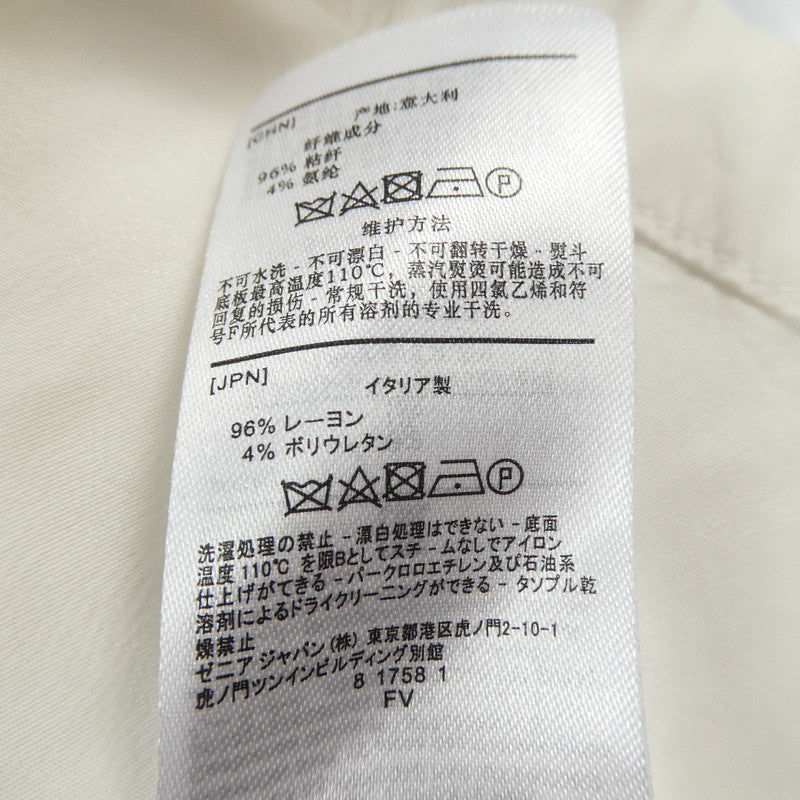 [CHN] 产地:意大利
纤维成分
96% 粘纤
4% 氨纶
P
维护方法
不可水洗 - 不可漂白 - 不可翻转干燥 - 熨斗
底板最高温度110℃, 蒸汽熨烫可能造成不可
回复的损伤 - 常规干洗, 使用四氯乙烯和符
号F所代表的所有溶剂的专业干洗。
[JPN] イタリア製
96% レーヨン
4% ポリウレタン
P
洗濯処理の禁止 - 漂白処理はできない - 底面
温度 110℃ を限Bとしてスチ - ムなしでアイロン
仕上げができる - パークロロエチレン及び石油系
溶剤によるドライクリーニングができる - タソプル乾
燥禁止
ゼニア ジャパン (株) 東京都港区虎ノ門2-10-1
虎ノ門ツンインビルディング別館
8 1758 1
FV